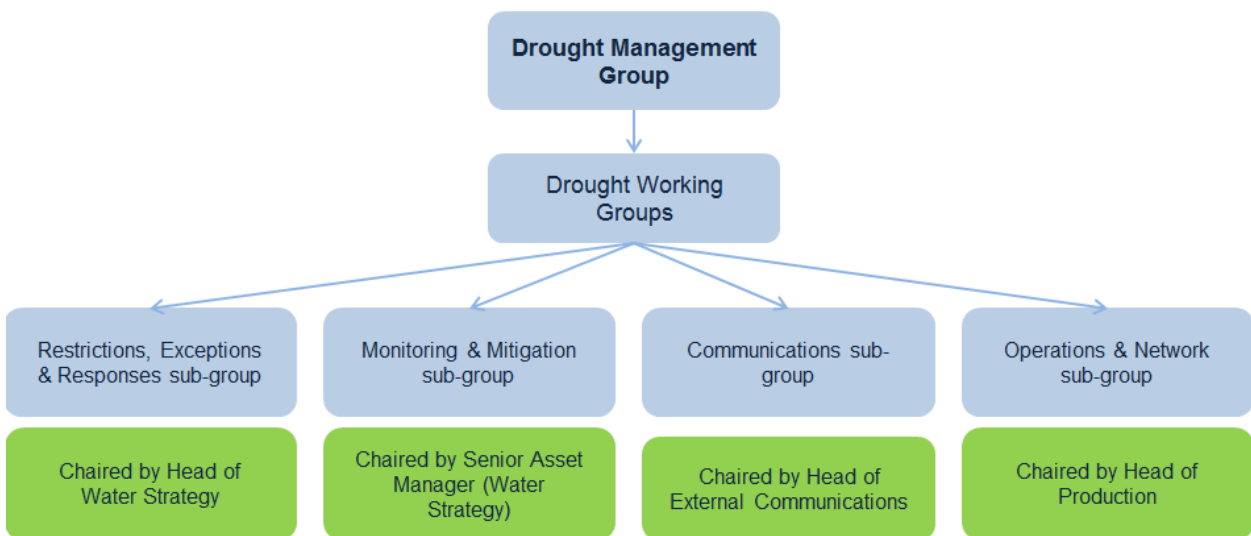 Drought Management
Group
Drought Working
Groups
Restrictions, Exceptions
& Responses sub-group
Monitoring & Mitigation
sub-group
Communications sub-
group
Operations & Network
sub-group
Chaired by Head of
Water Strategy
Chaired by Senior Asset
Manager (Water
Strategy)
Chaired by Head of
External Communications
Chaired by Head of
Production